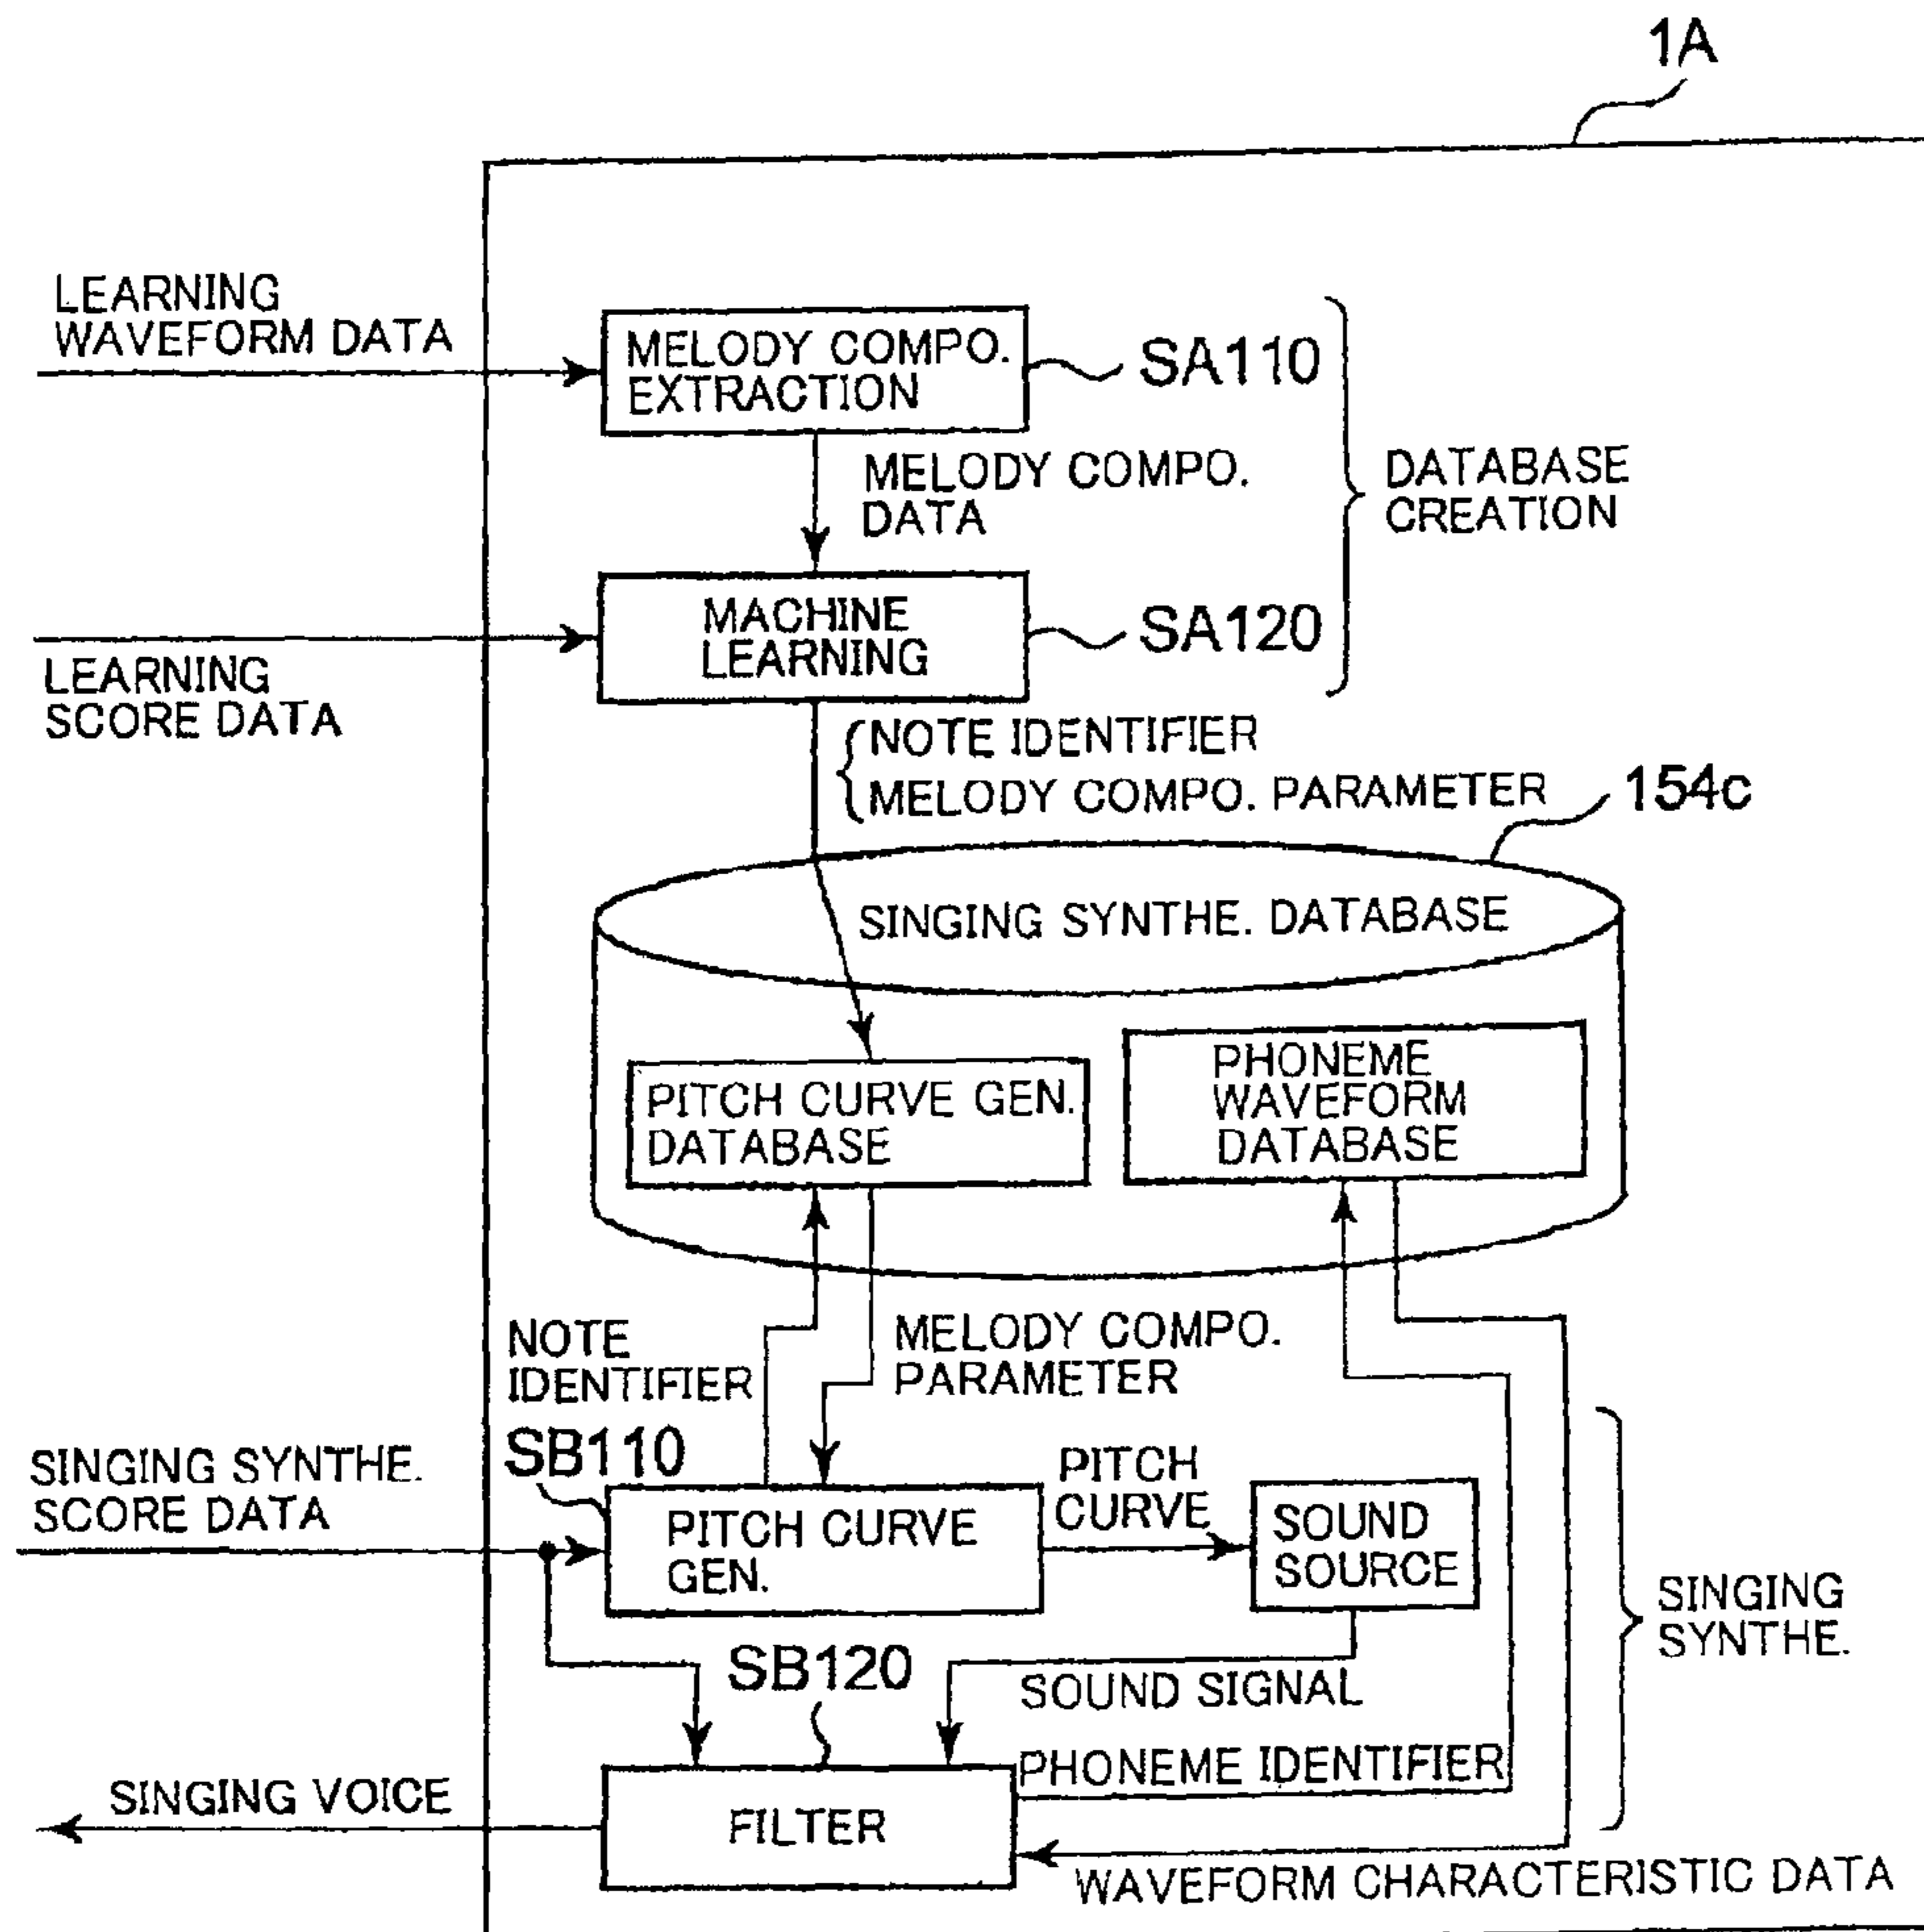 1A
LEARNING
WAVEFORM DATA
MELODY COMPO.
EXTRACTION
SA110
MELODY COMPO.
DATA
DATABASE
CREATION
MACHINE
LEARNING
SA120
LEARNING
SCORE DATA
NOTE IDENTIFIER
MELODY COMPO. PARAMETER
154c
SINGING SYNTHE. DATABASE
PITCH CURVE GEN.
DATABASE
PHONEME
WAVEFORM
DATABASE
NOTE
IDENTIFIER
MELODY COMPO.
PARAMETER
SINGING SYNTHE.
SCORE DATA
SB110
PITCH CURVE
GEN.
PITCH
CURVE
SOUND
SOURCE
SINGING
SYNTHE.
SB120
SOUND SIGNAL
PHONEME IDENTIFIER
SINGING VOICE
FILTER
WAVEFORM CHARACTERISTIC DATA